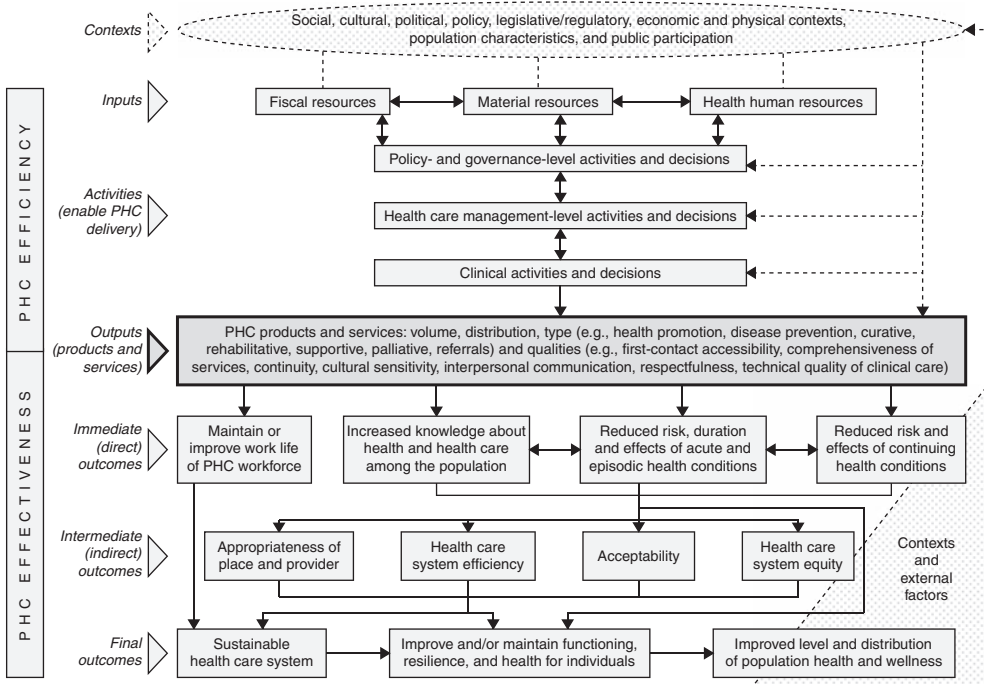 Contexts
Social, cultural, political, policy, legislative/regulatory, economic and physical contexts,
population characteristics, and public participation
PHC EFFICIENCY
Inputs
Fiscal resources
Material resources
Health human resources
Policy- and governance-level activities and decisions
Activities
(enable PHC
delivery)
Health care management-level activities and decisions
Clinical activities and decisions
Outputs
(products and
services)
PHC products and services: volume, distribution, type (e.g., health promotion, disease prevention, curative,
rehabilitative, supportive, palliative, referrals) and qualities (e.g., first-contact accessibility, comprehensiveness of
services, continuity, cultural sensitivity, interpersonal communication, respectfulness, technical quality of clinical care)
PHC EFFECTIVENESS
Immediate
(direct)
outcomes
Maintain or
improve work life
of PHC workforce
Increased knowledge about
health and health care
among the population
Reduced risk, duration
and effects of acute and
episodic health conditions
Reduced risk and
effects of continuing
health conditions
Intermediate
(indirect)
outcomes
Appropriateness of
place and provider
Health care
system efficiency
Acceptability
Health care
system equity
Contexts
and
external
factors
Final
outcomes
Sustainable
health care system
Improve and/or maintain functioning,
resilience, and health for individuals
Improved level and distribution
of population health and wellness